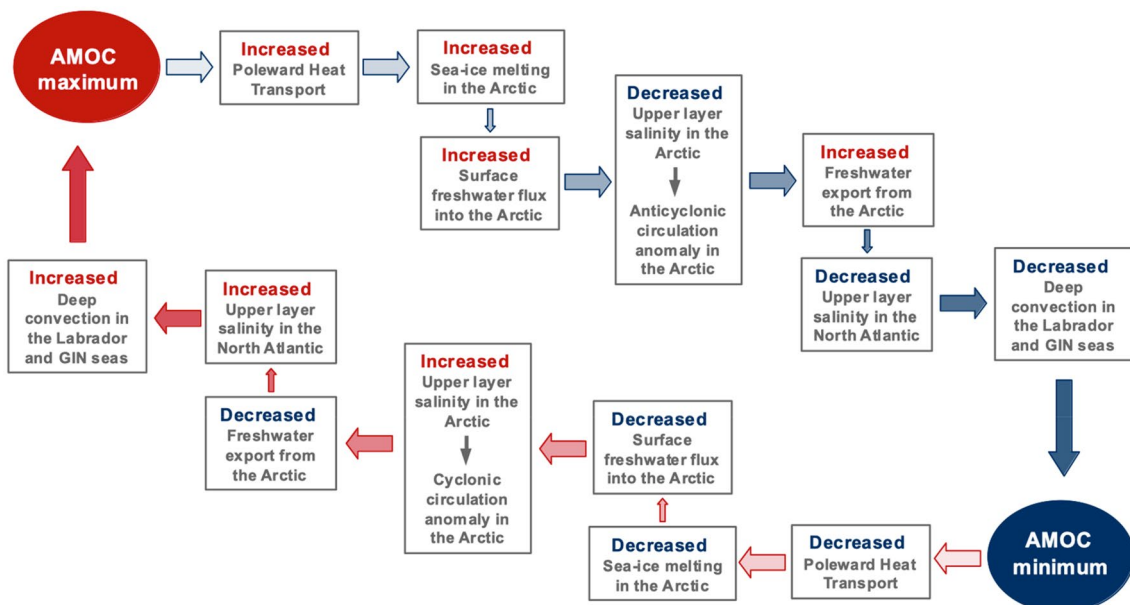 AMOC
maximum
Increased
Poleward Heat
Transport
Increased
Sea-ice melting
in the Arctic
Increased
Surface
freshwater flux
into the Arctic
Decreased
Upper layer
salinity in the
Arctic
Anticyclonic
circulation
anomaly in
the Arctic
Increased
Freshwater
export from
the Arctic
Decreased
Upper layer
salinity in the
North Atlantic
Decreased
Deep
convection in
the Labrador
and GIN seas
AMOC
minimum
Decreased
Poleward Heat
Transport
Decreased
Sea-ice melting
in the Arctic
Decreased
Surface
freshwater flux
into the Arctic
Increased
Upper layer
salinity in the
Arctic
Cyclonic
circulation
anomaly in
the Arctic
Decreased
Freshwater
export from
the Arctic
Increased
Upper layer
salinity in the
North Atlantic
Increased
Deep
convection in
the Labrador
and GIN seas